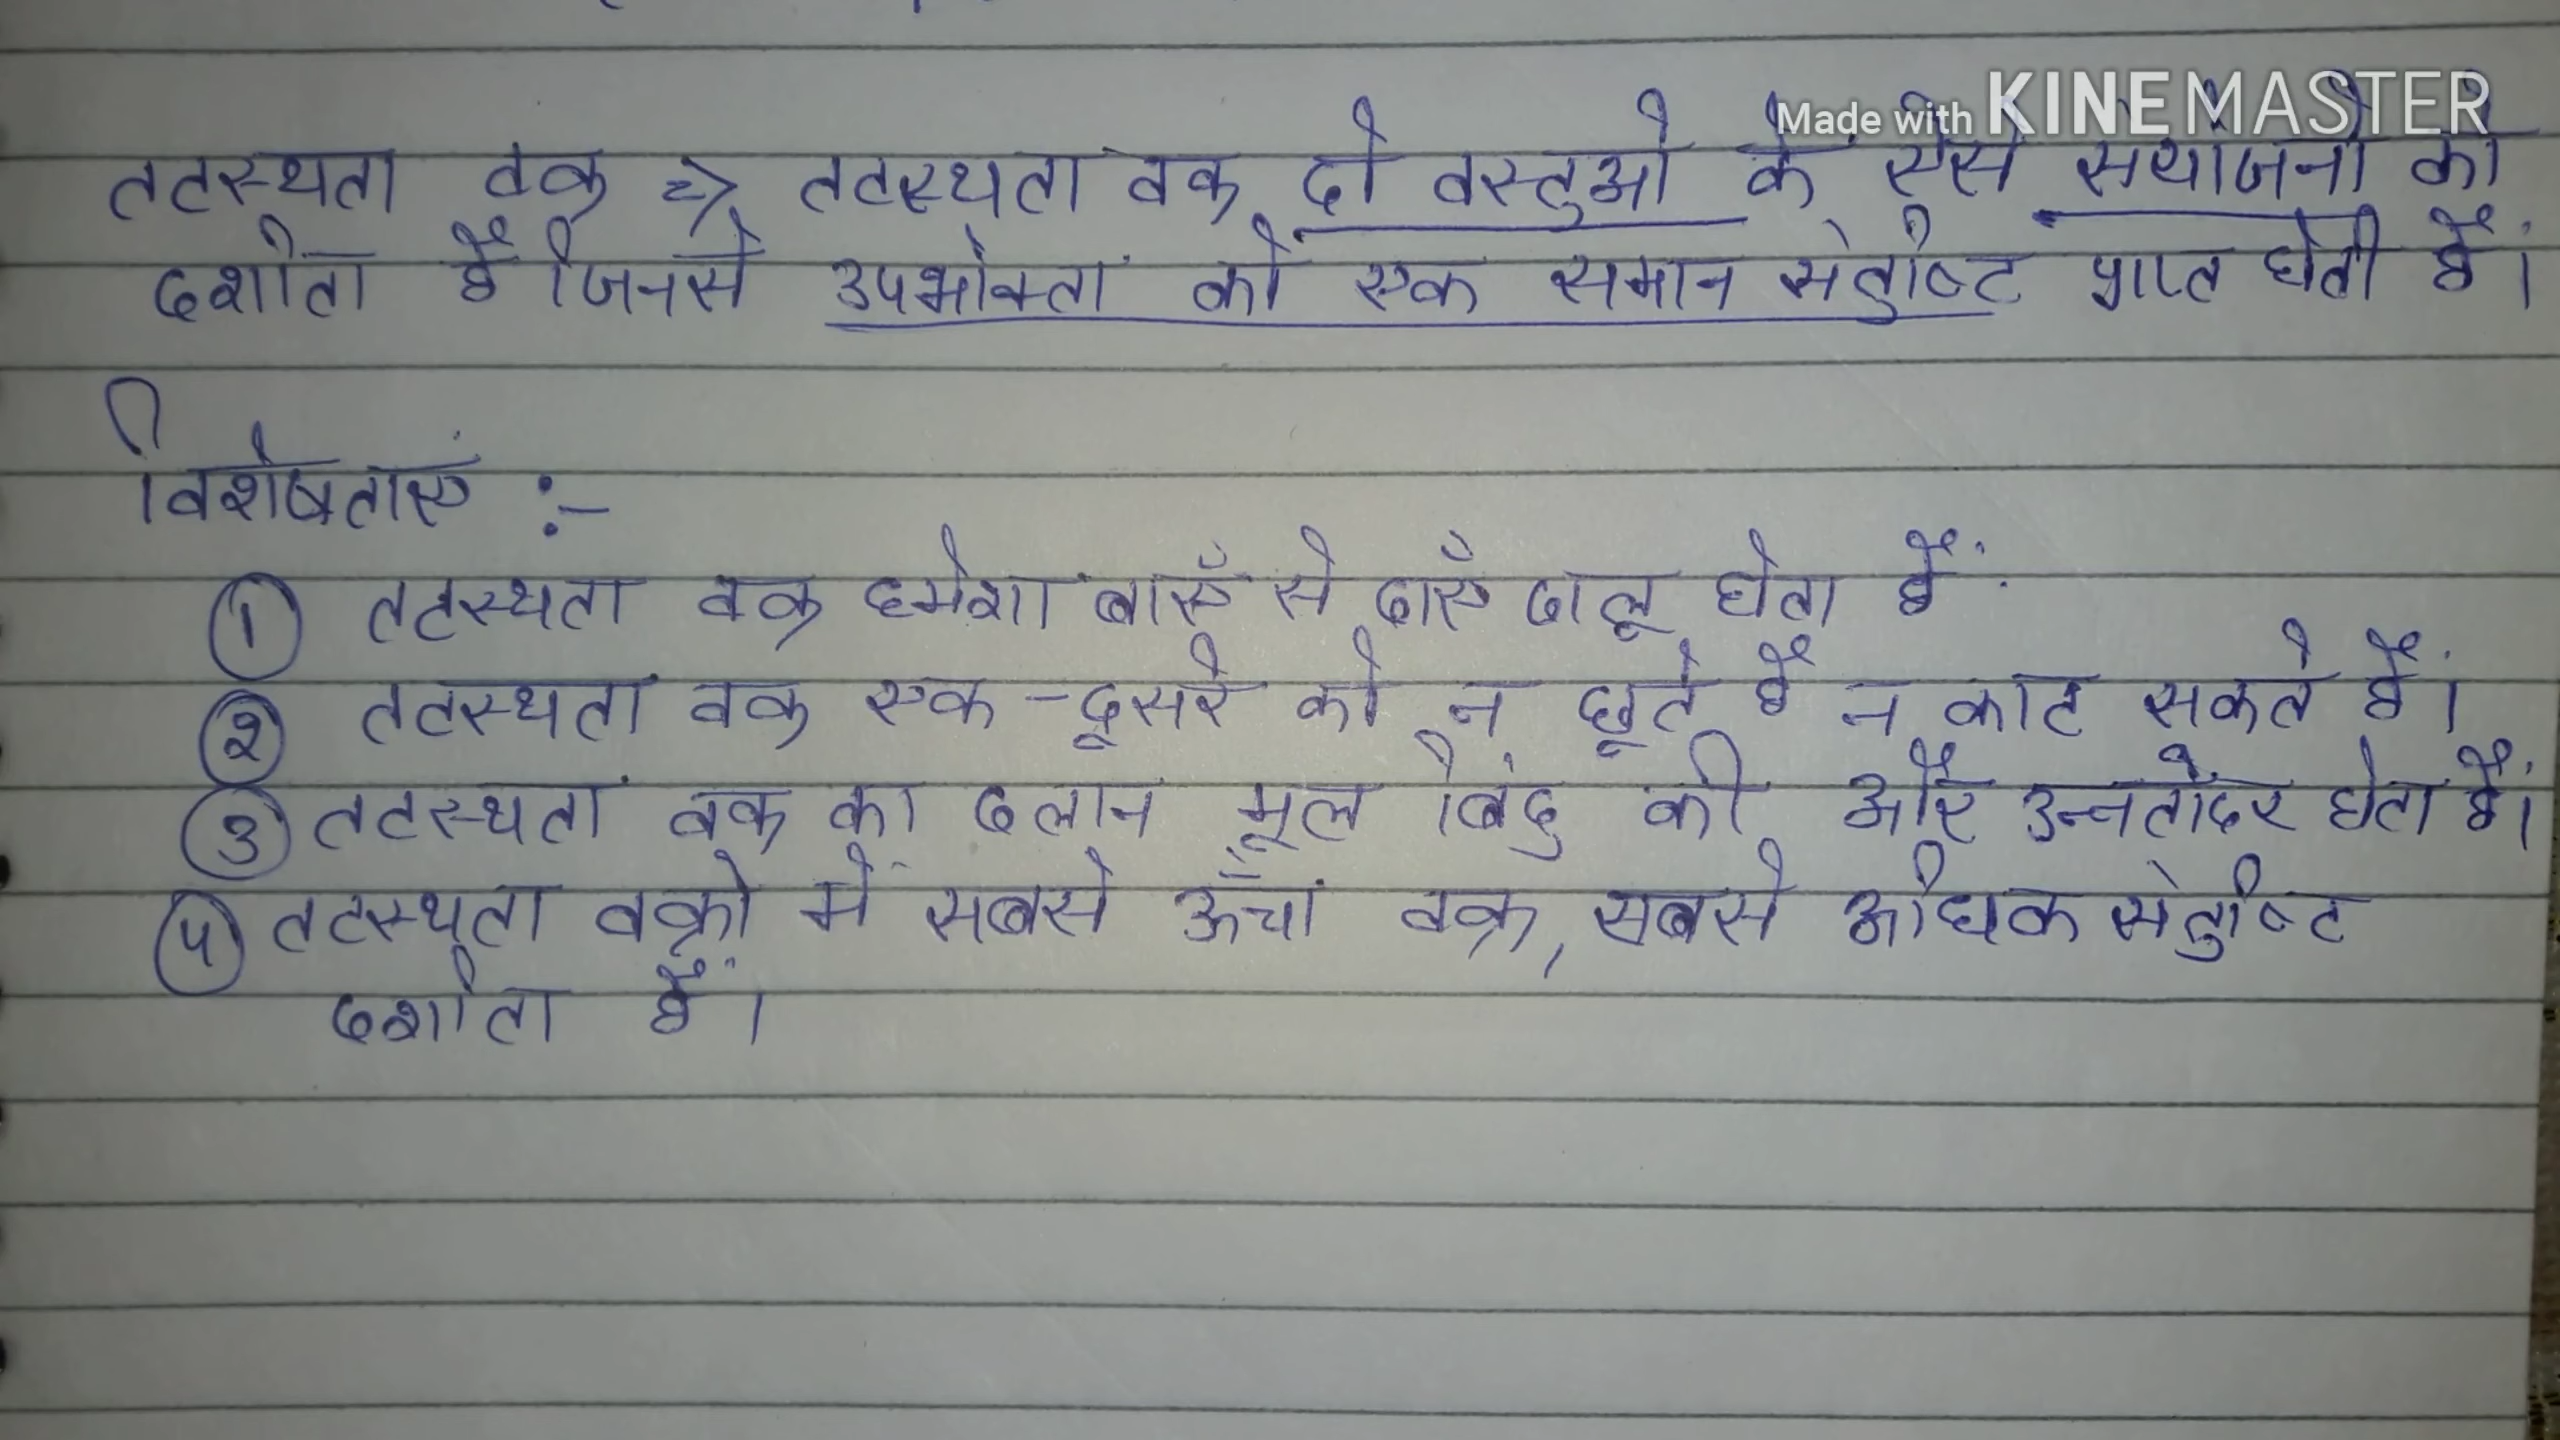 Made with KINEMASTER
तटस्थता वक्र => तटस्थता वक्र दो वस्तुओ के ऐसे संयोजनो को
दर्शाता है जिनसे उपभोक्ता को एक समान संतुष्टि प्राप्त होती है।
विशेषताएं :-
① तटस्थता वक्र हमेशा बाएँ से दाएँ ढालू होता है
② तटस्थता वक्र एक-दूसरे को न छूते है न काट सकते हैं।
③ तटस्थता वक्र का ढलान मूल बिंदु की और उन्नतोदर होता हैं।
④ तटस्थता वक्रो में सबसे ऊँचा वक्र, सबसे अधिक संतुष्टि
दर्शाता हैं।